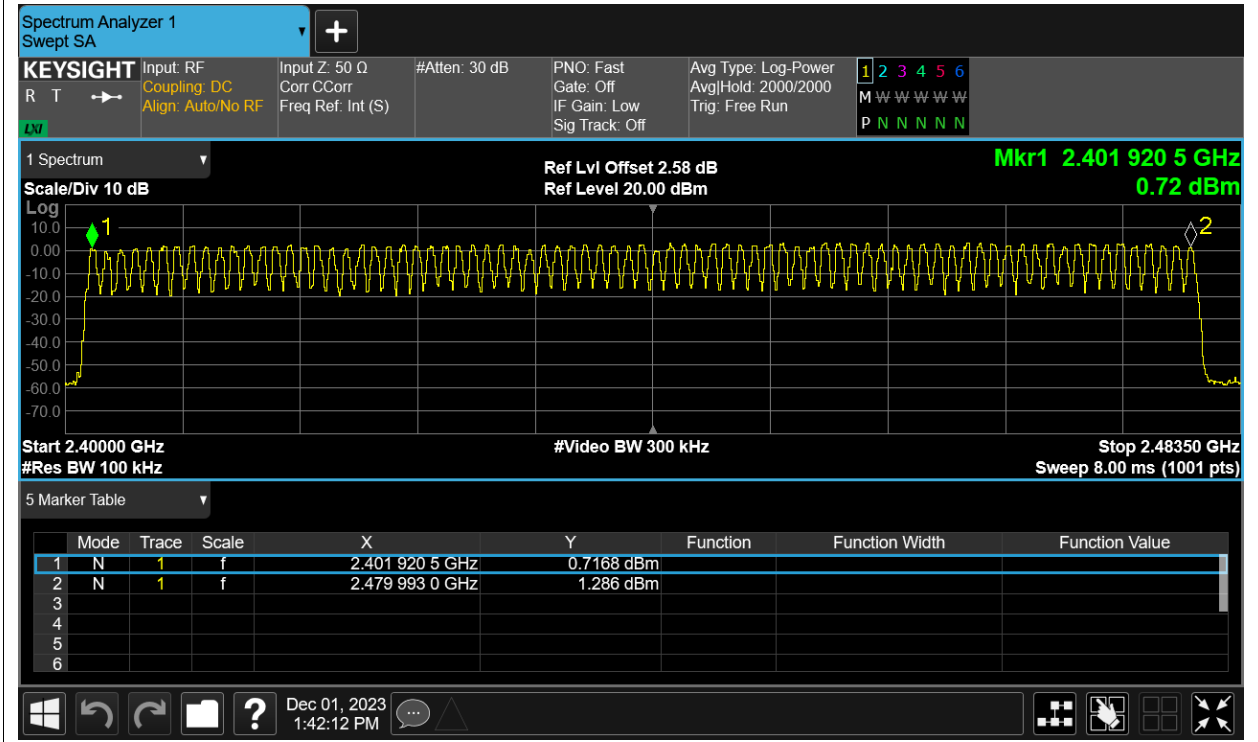 Spectrum Analyzer 1
Swept SA
KEYSIGHT
R T
LXI
Input: RF
Coupling: DC
Align: Auto/No RF
Input Z: 50 Ω
Corr CCorr
Freq Ref: Int (S)
#Atten: 30 dB
PNO: Fast
Gate: Off
IF Gain: Low
Sig Track: Off
Avg Type: Log-Power
Avg|Hold: 2000/2000
Trig: Free Run
1 2 3 4 5 6
M W W W W W
P N N N N N
1 Spectrum
Scale/Div 10 dB
Ref Lvl Offset 2.58 dB
Ref Level 20.00 dBm
Mkr1 2.401 920 5 GHz
0.72 dBm
Log
10.0
0.00
-10.0
-20.0
-30.0
-40.0
-50.0
-60.0
-70.0
1
2
Start 2.40000 GHz
#Res BW 100 kHz
#Video BW 300 kHz
Stop 2.48350 GHz
Sweep 8.00 ms (1001 pts)
5 Marker Table
Mode Trace Scale X Y Function Function Width Function Value
1 N 1 f 2.401 920 5 GHz 0.7168 dBm
2 N 1 f 2.479 993 0 GHz 1.286 dBm
3
4
5
6
?
Dec 01, 2023
1:42:12 PM